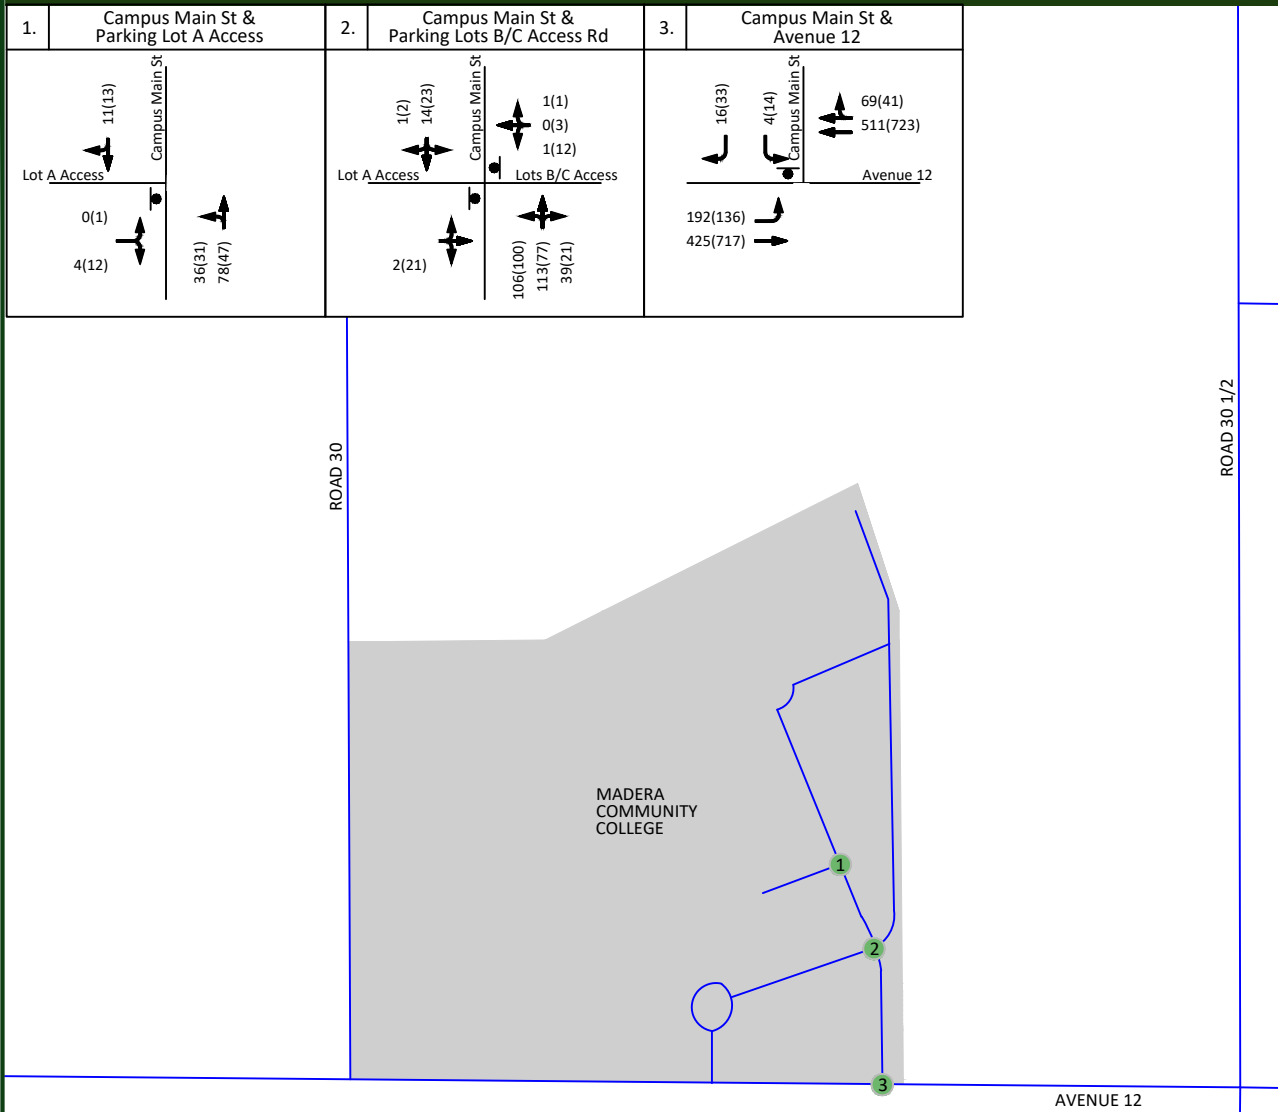 1.
Campus Main St &
Parking Lot A Access
2.
Campus Main St &
Parking Lots B/C Access Rd
3.
Campus Main St &
Avenue 12
11(13)
Campus Main St
Lot A Access
0(1)
4(12)
36(31)
78(47)
1(2)
14(23)
Campus Main St
1(1)
0(3)
1(12)
Lot A Access
Lots B/C Access
2(21)
106(100)
113(77)
39(21)
16(33)
4(14)
Campus Main St
69(41)
511(723)
Avenue 12
192(136)
425(717)
ROAD 30
ROAD 30 1/2
MADERA
COMMUNITY
COLLEGE
1
2
3
AVENUE 12